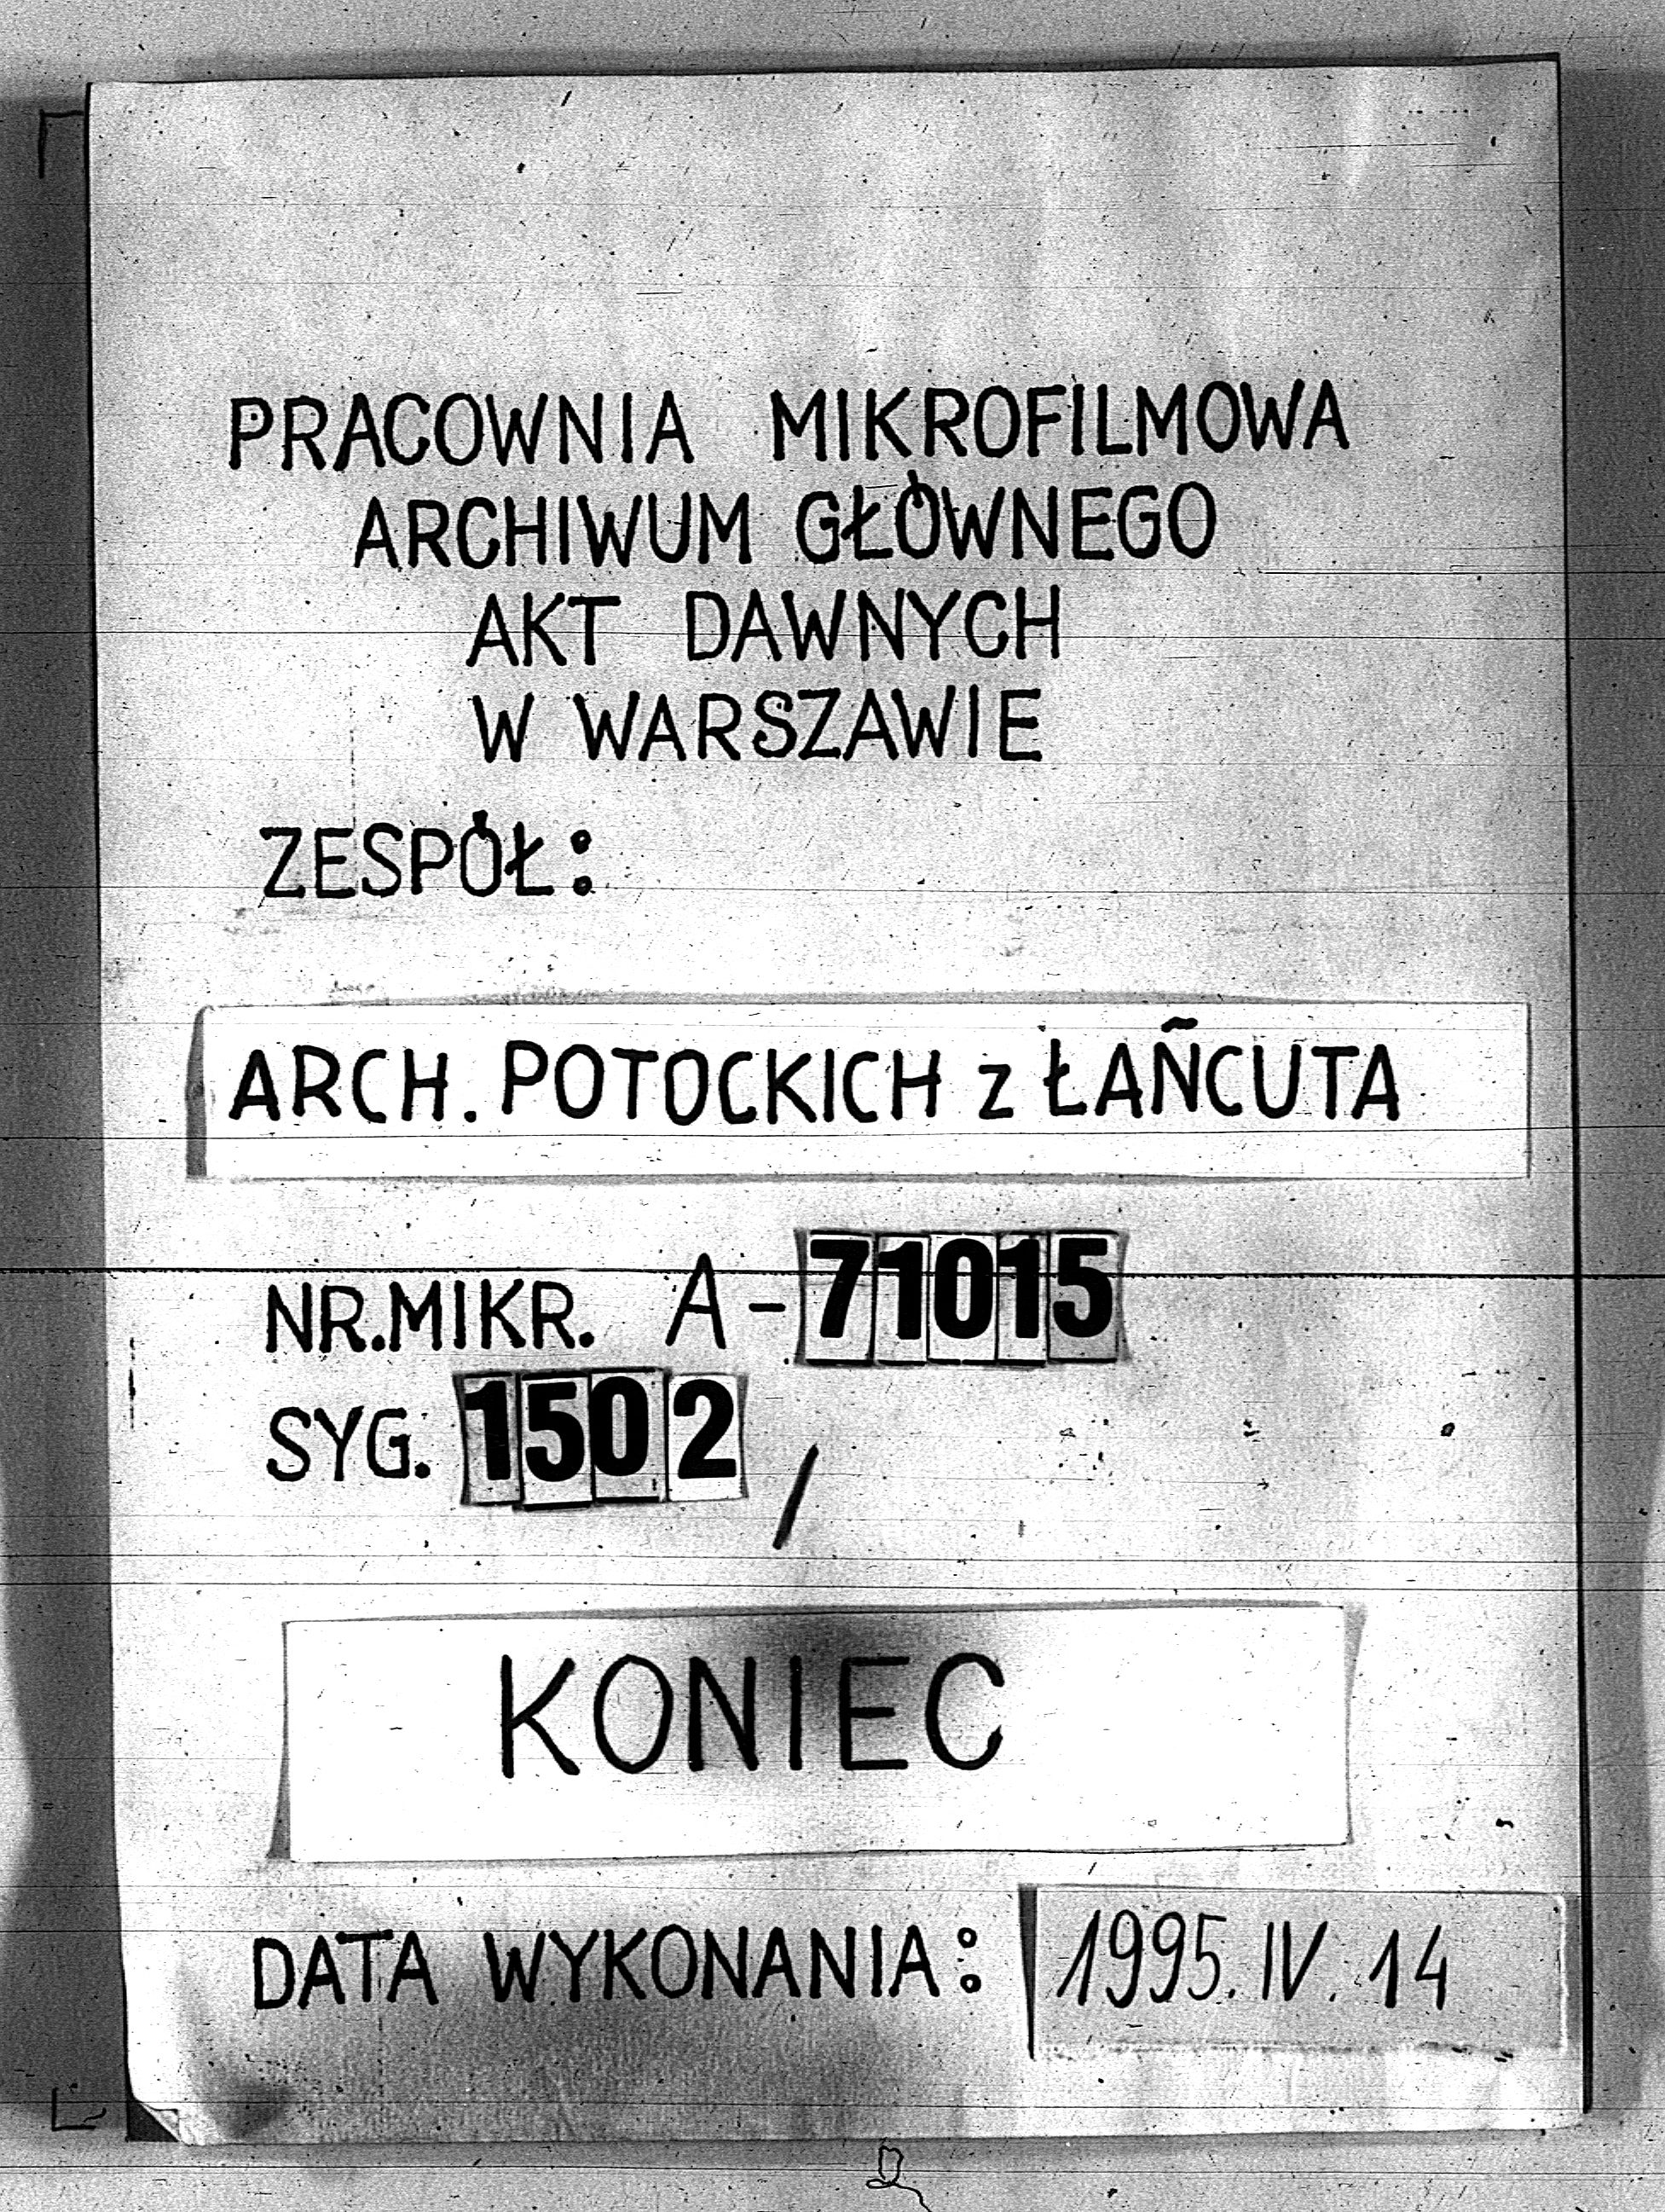 PRACOWNIA MIKROFILMOWA
ARCHIWUM GŁÓWNEGO
AKT DAWNYCH
W WARSZAWIE
ZESPÓŁ:
ARCH. POTOCKICH z ŁAŃCUTA
NR.MIKR. A-71015
SYG. 1502 /
KONIEC
DATA WYKONANIA: 1995.IV.14